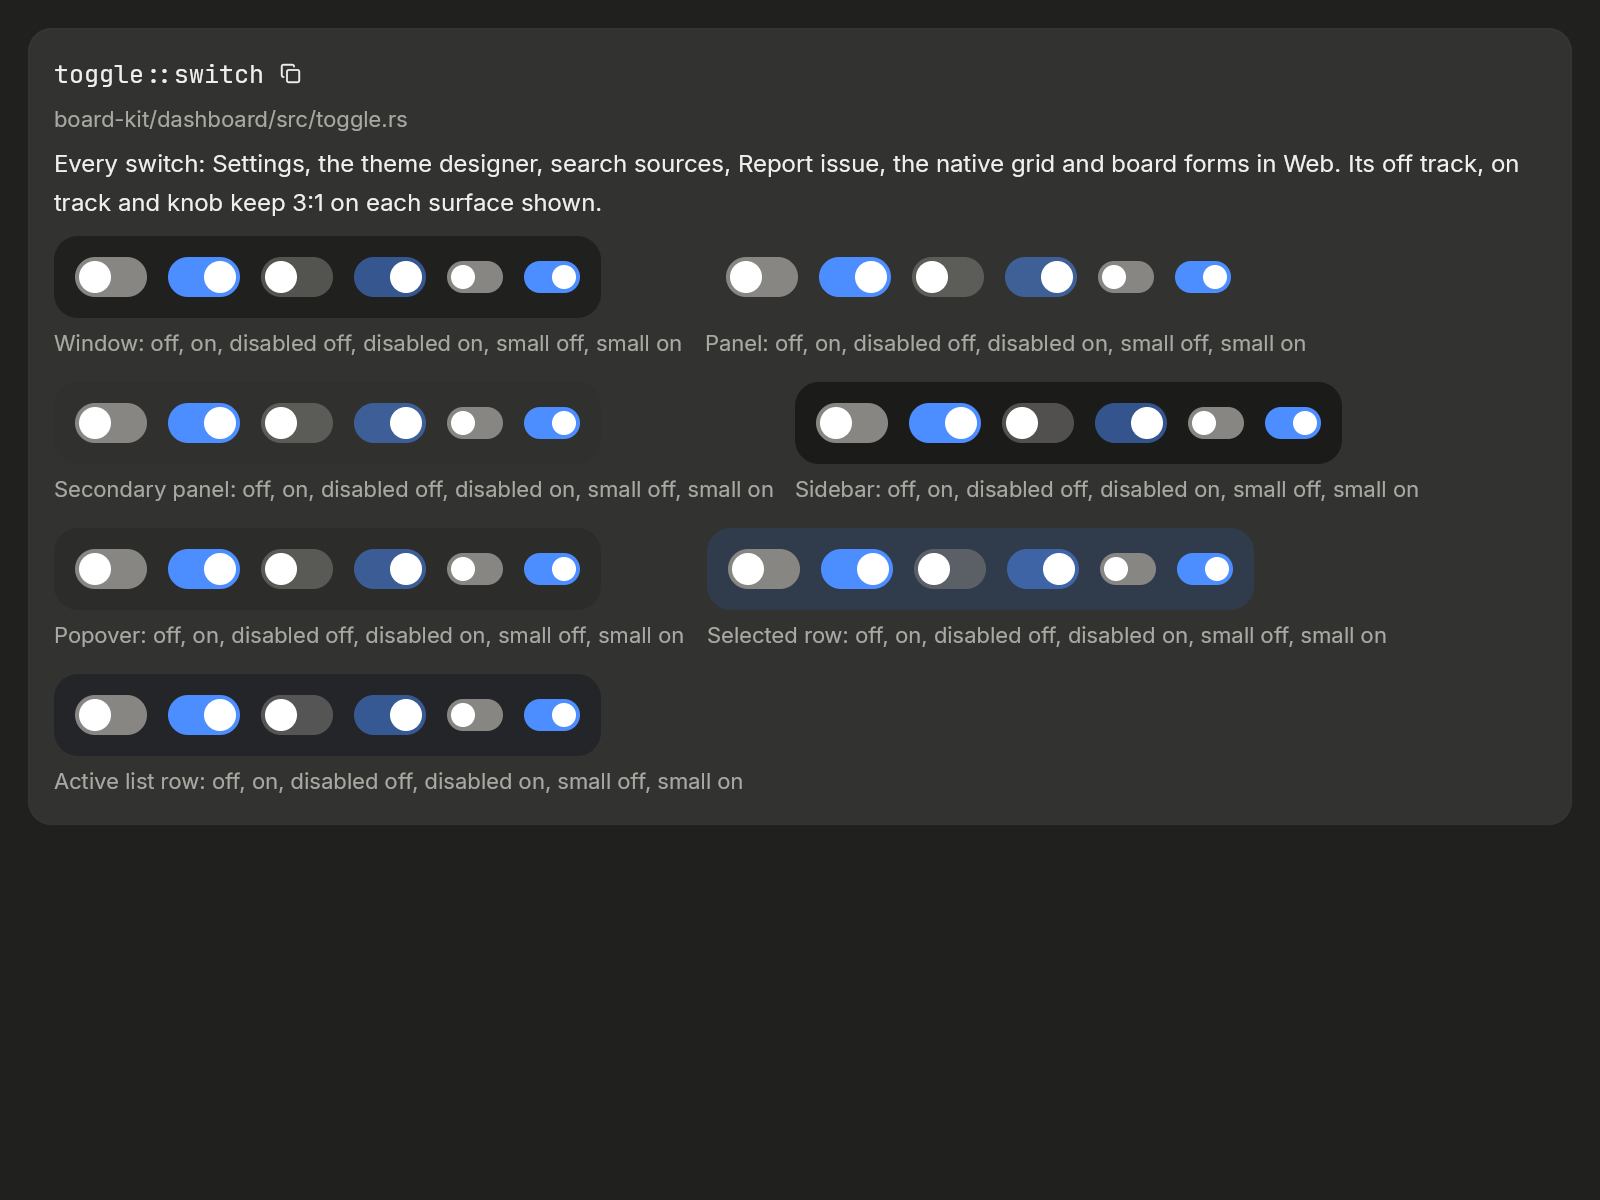 toggle::switch
board-kit/dashboard/src/toggle.rs
Every switch: Settings, the theme designer, search sources, Report issue, the native grid and board forms in Web. Its off track, on
track and knob keep 3:1 on each surface shown.
Window: off, on, disabled off, disabled on, small off, small on
Panel: off, on, disabled off, disabled on, small off, small on
Secondary panel: off, on, disabled off, disabled on, small off, small on
Sidebar: off, on, disabled off, disabled on, small off, small on
Popover: off, on, disabled off, disabled on, small off, small on
Selected row: off, on, disabled off, disabled on, small off, small on
Active list row: off, on, disabled off, disabled on, small off, small on